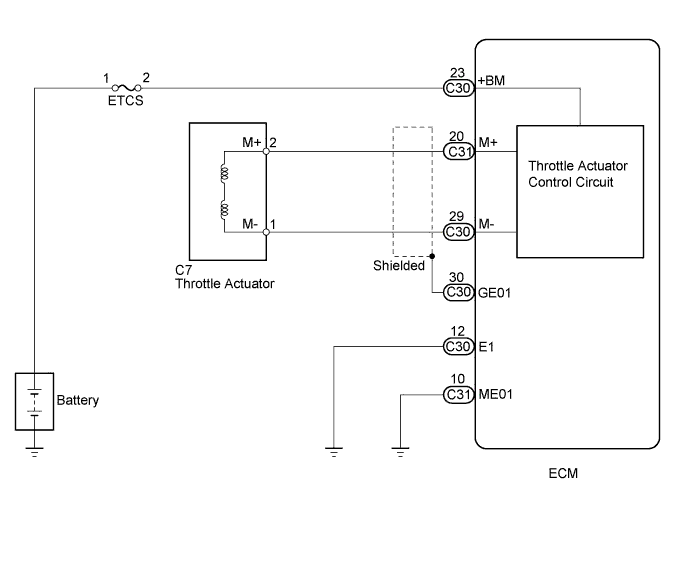 1 2
ETCS
23
C30
+BM
M+ 2
20
C31
M+
Throttle Actuator
Control Circuit
M- 1
29
C30
M-
C7
Throttle Actuator
Shielded
30
C30
GE01
12
C30
E1
10
C31
ME01
Battery
ECM